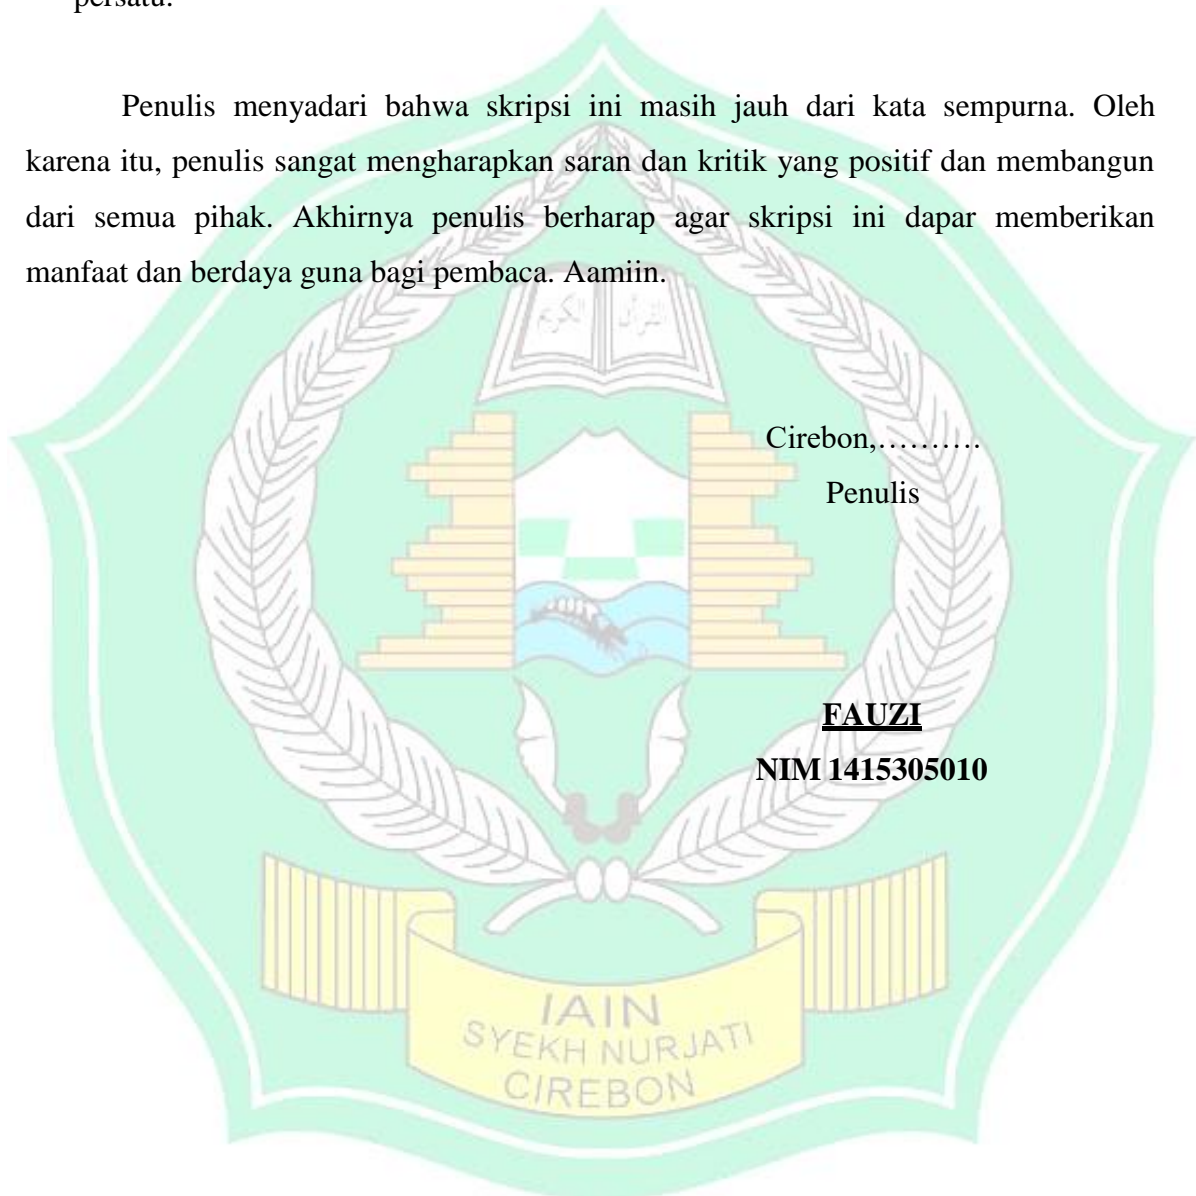 persatu.
Penulis menyadari bahwa skripsi ini masih jauh dari kata sempurna. Oleh
karena itu, penulis sangat mengharapkan saran dan kritik yang positif dan membangun
dari semua pihak. Akhirnya penulis berharap agar skripsi ini dapar memberikan
manfaat dan berdaya guna bagi pembaca. Aamiin.
القرآن الكريم
Cirebon,……….
Penulis
FAUZI
NIM 1415305010
IAIN
SYEKH NURJATI
CIREBON